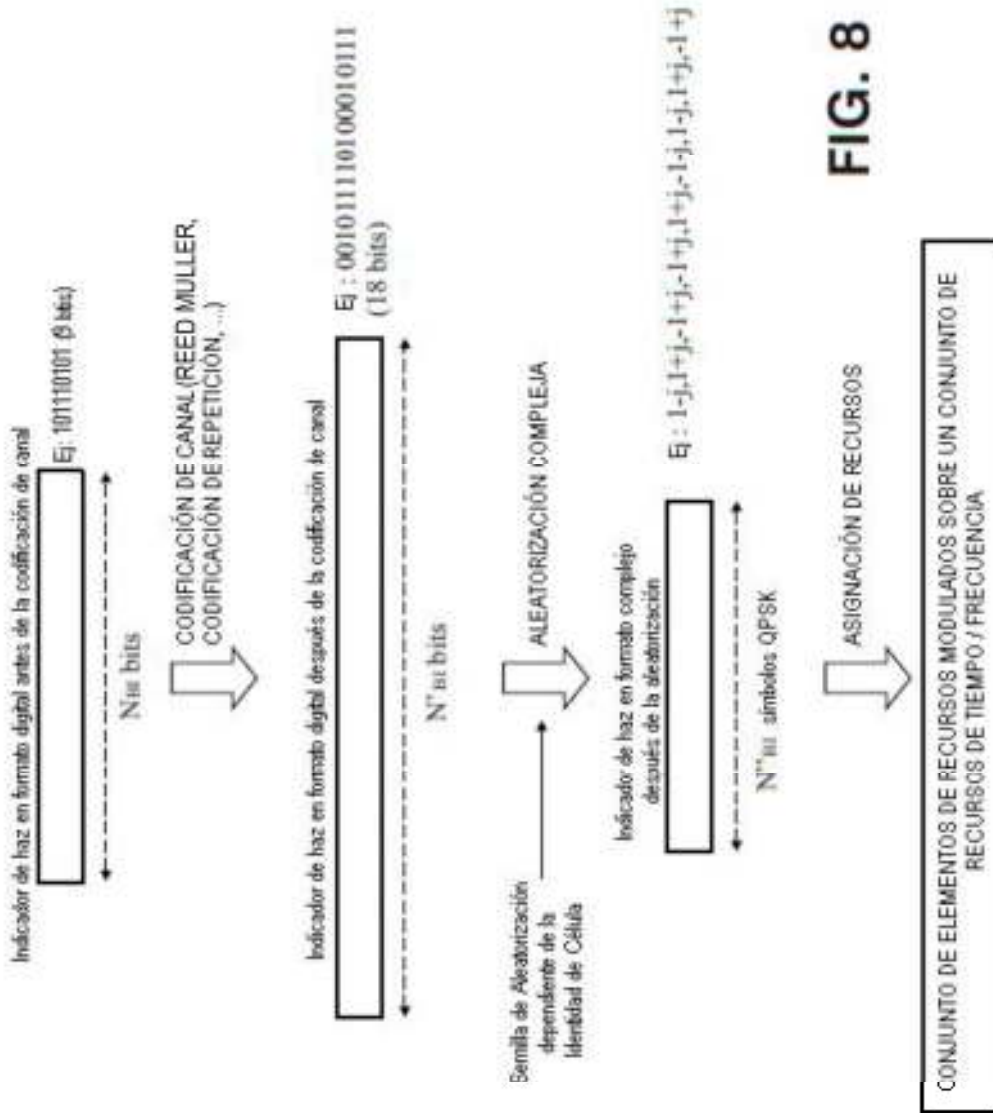 Indicador de haz en formato digital antes de la codificación de canal
Ej: 101110101 (9 bits)
N BI bits
CODIFICACIÓN DE CANAL (REED MULLER,
CODIFICACIÓN DE REPETICIÓN, ...)
Indicador de haz en formato digital después de la codificación de canal
Ej : 001011110100010111
(18 bits)
N' BI bits
Semilla de Aleatorización
dependiente de la
Identidad de Célula
ALEATORIZACIÓN COMPLEJA
Indicador de haz en formato complejo
después de la aleatorización
Ej : 1-j,1+j,-1+j,-1+j,1+j,1+j,-1-j,1-j,1+j,-1+j
N'' BI símbolos QPSK
ASIGNACIÓN DE RECURSOS
CONJUNTO DE ELEMENTOS DE RECURSOS MODULADOS SOBRE UN CONJUNTO DE
RECURSOS DE TIEMPO / FRECUENCIA
FIG. 8